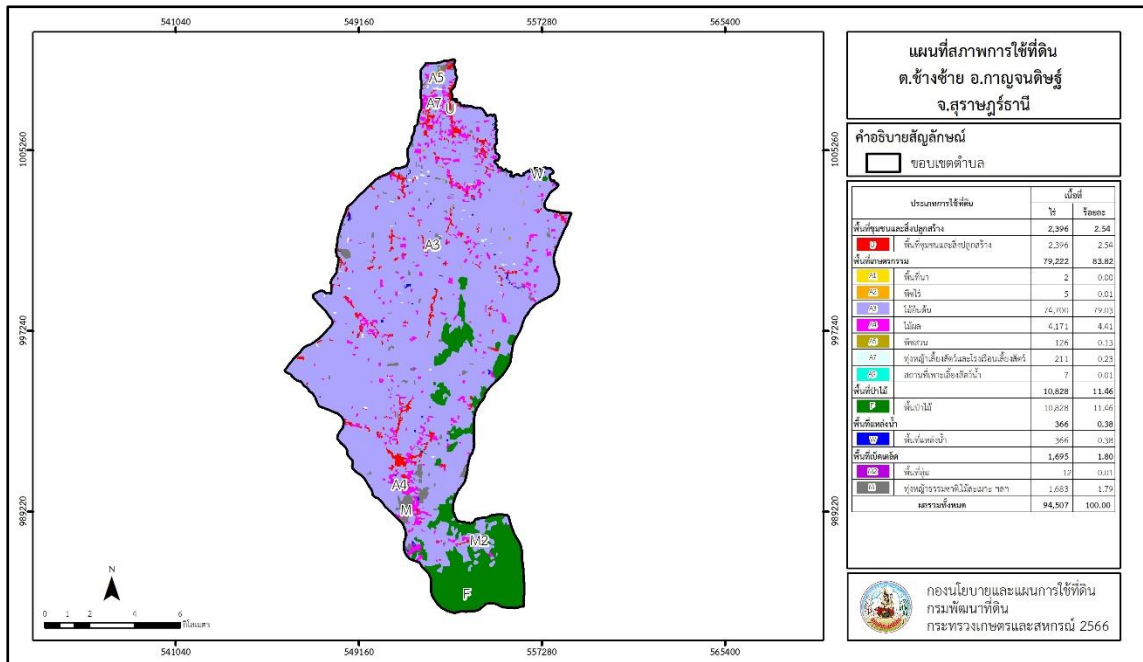 541040 549160 557280 565400
1005260
997240
989220
A5
A7
U
W
A3
A4
M
M2
F
N
0 1 2 4 6
กิโลเมตร
541040 549160 557280 565400
แผนที่สภาพการใช้ที่ดิน
ต.ช้างซ้าย อ.กาญจนดิษฐ์
จ.สุราษฎร์ธานี
คำอธิบายสัญลักษณ์
ขอบเขตตำบล
ประเภทการใช้ที่ดิน เนื้อที่
ไร่ ร้อยละ
พื้นที่ชุมชนและสิ่งปลูกสร้าง 2,396 2.54
U พื้นที่ชุมชนและสิ่งปลูกสร้าง 2,396 2.54
พื้นที่เกษตรกรรม 79,222 83.82
A1 พื้นที่นา 2 0.00
A2 พืชไร่ 5 0.01
A3 ไม้ยืนต้น 74,700 79.03
A4 ไม้ผล 4,171 4.41
A5 พืชสวน 126 0.13
A7 ทุ่งหญ้าเลี้ยงสัตว์และโรงเรือนเลี้ยงสัตว์ 211 0.23
A9 สถานที่เพาะเลี้ยงสัตว์น้ำ 7 0.01
พื้นที่ป่าไม้ 10,828 11.46
F พื้นที่ป่าไม้ 10,828 11.46
พื้นที่แหล่งน้ำ 366 0.38
W พื้นที่แหล่งน้ำ 366 0.38
พื้นที่เบ็ดเตล็ด 1,695 1.80
M2 พื้นที่ลุ่ม 12 0.01
M ทุ่งหญ้าธรรมชาติ,ไม้ละเมาะ ฯลฯ 1,683 1.79
ผลรวมทั้งหมด 94,507 100.00
กองนโยบายและแผนการใช้ที่ดิน
กรมพัฒนาที่ดิน
กระทรวงเกษตรและสหกรณ์ 2566